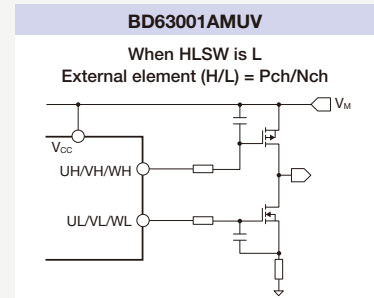 BD63001AMUV
When HLSW is L
External element (H/L) = Pch/Nch
VM
VCC
UH/VH/WH
UL/VL/WL